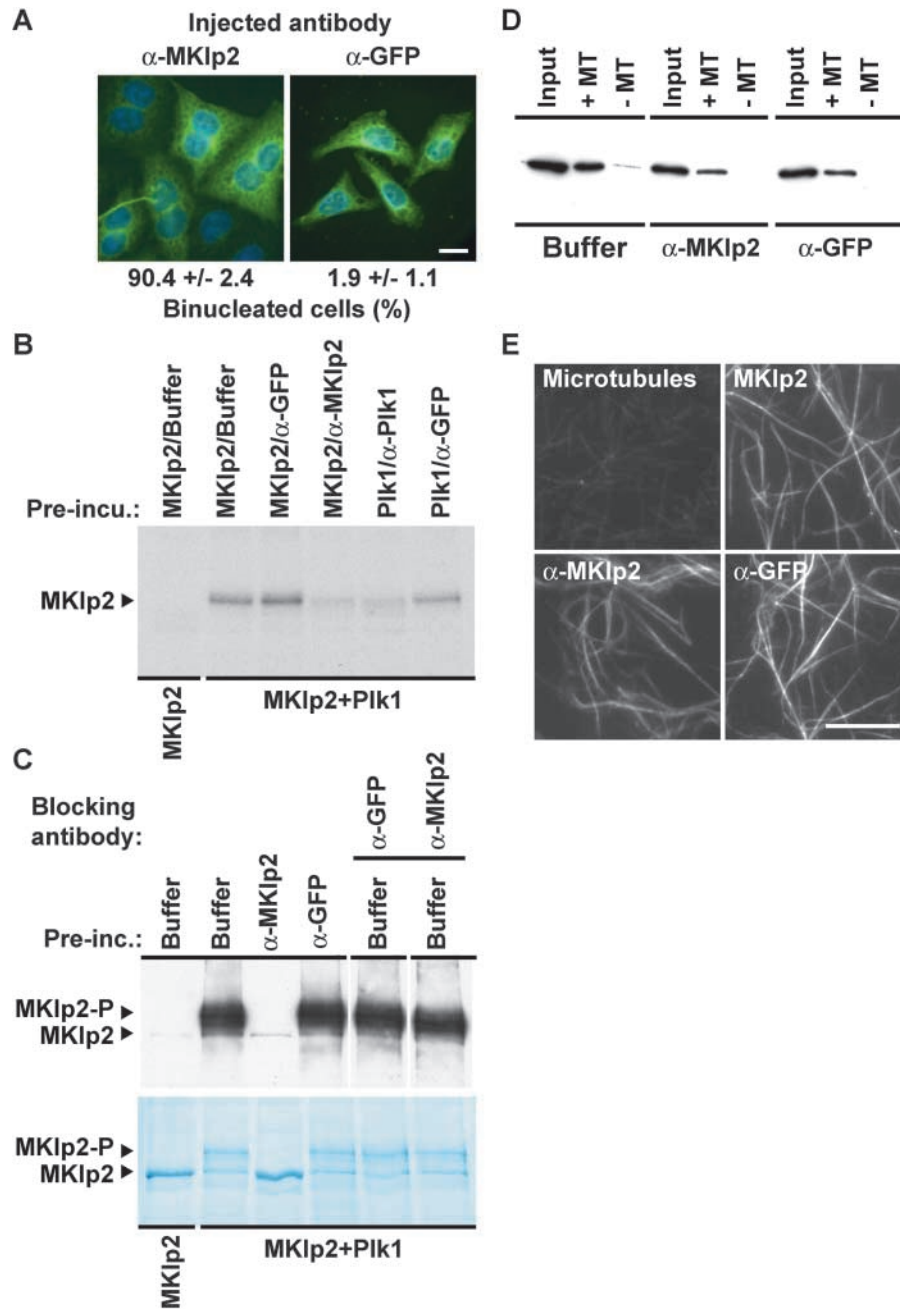 A
Injected antibody
α-MKlp2 α-GFP
90.4 +/- 2.4 1.9 +/- 1.1
Binucleated cells (%)
B
Pre-incu.: MKlp2/Buffer MKlp2/Buffer MKlp2/α-GFP MKlp2/α-MKlp2 Plk1/α-Plk1 Plk1/α-GFP
MKlp2
MKlp2 MKlp2+Plk1
C
Blocking
antibody: α-GFP α-MKlp2
Pre-inc.: Buffer Buffer α-MKlp2 α-GFP Buffer Buffer
MKlp2-P
MKlp2
MKlp2-P
MKlp2
MKlp2 MKlp2+Plk1
D
Input + MT - MT Input + MT - MT Input + MT - MT
Buffer α-MKlp2 α-GFP
E
Microtubules MKlp2
α-MKlp2 α-GFP